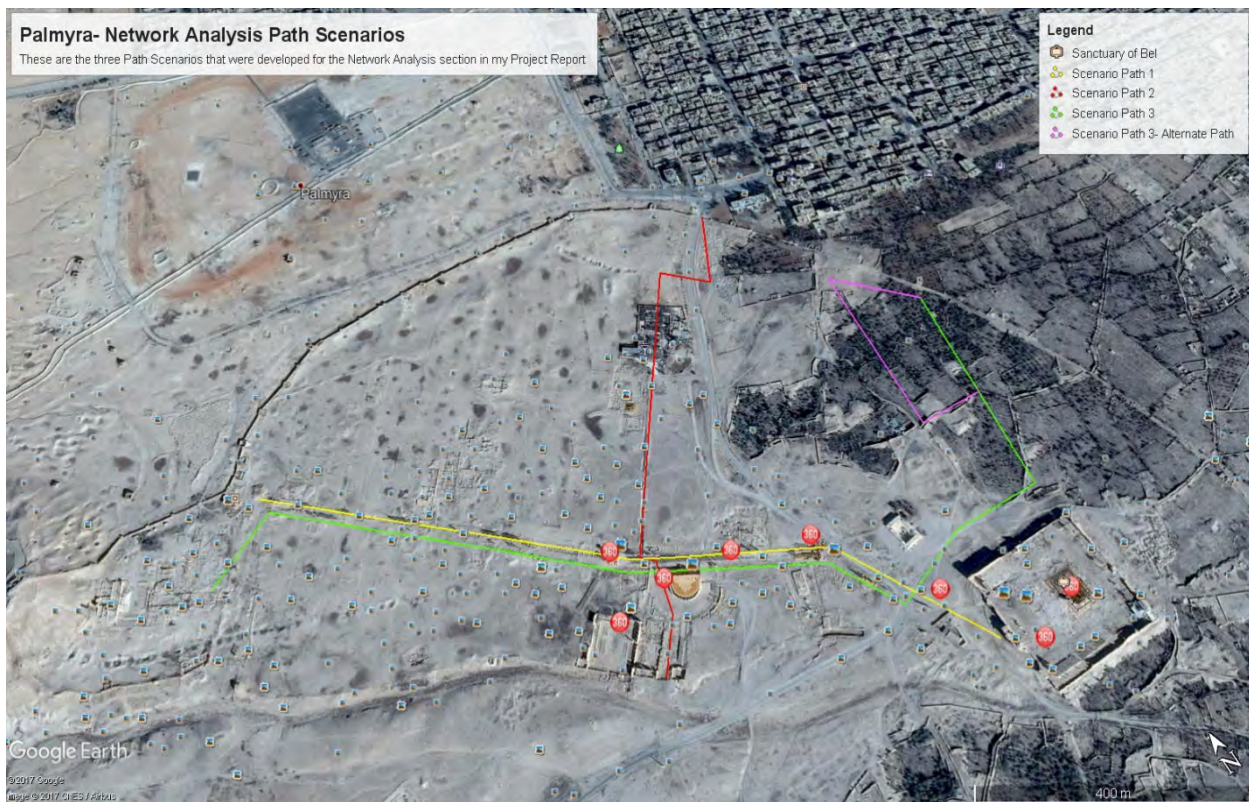 Palmyra- Network Analysis Path Scenarios
These are the three Path Scenarios that were developed for the Network Analysis section in my Project Report
Legend
Sanctuary of Bel
Scenario Path 1
Scenario Path 2
Scenario Path 3
Scenario Path 3- Alternate Path
Palmyra
360
360
360
360
360
360
360
360
Google Earth
©2017 Google
Image © 2017 CNES / Airbus
N
400 m